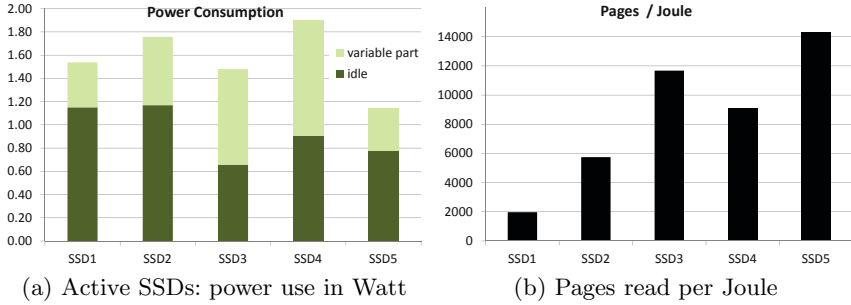 Power Consumption
2.00
1.80
1.60
1.40
1.20
1.00
0.80
0.60
0.40
0.20
0.00
variable part
idle
SSD1 SSD2 SSD3 SSD4 SSD5
(a) Active SSDs: power use in Watt
Pages / Joule
14000
12000
10000
8000
6000
4000
2000
0
SSD1 SSD2 SSD3 SSD4 SSD5
(b) Pages read per Joule